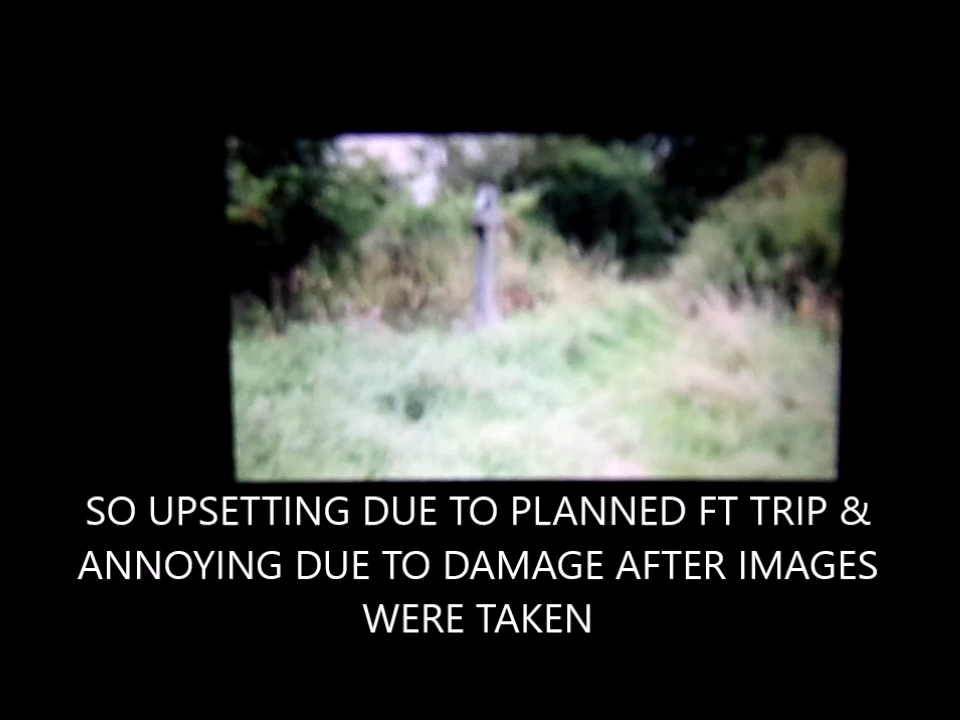 SO UPSETTING DUE TO PLANNED FT TRIP &
ANNOYING DUE TO DAMAGE AFTER IMAGES
WERE TAKEN